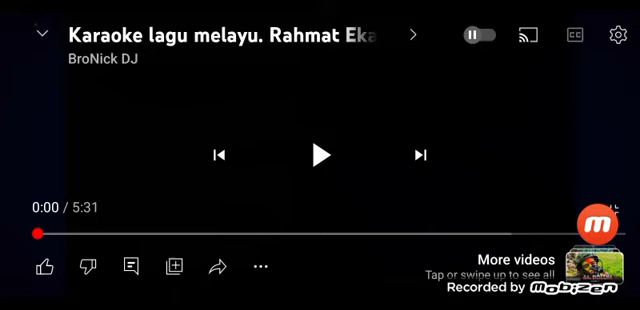 Karaoke lagu melayu. Rahmat Eka
CC
BroNick DJ
0:00 / 5:31
More videos
Tap or swipe up to see all
Recorded by Mobizen